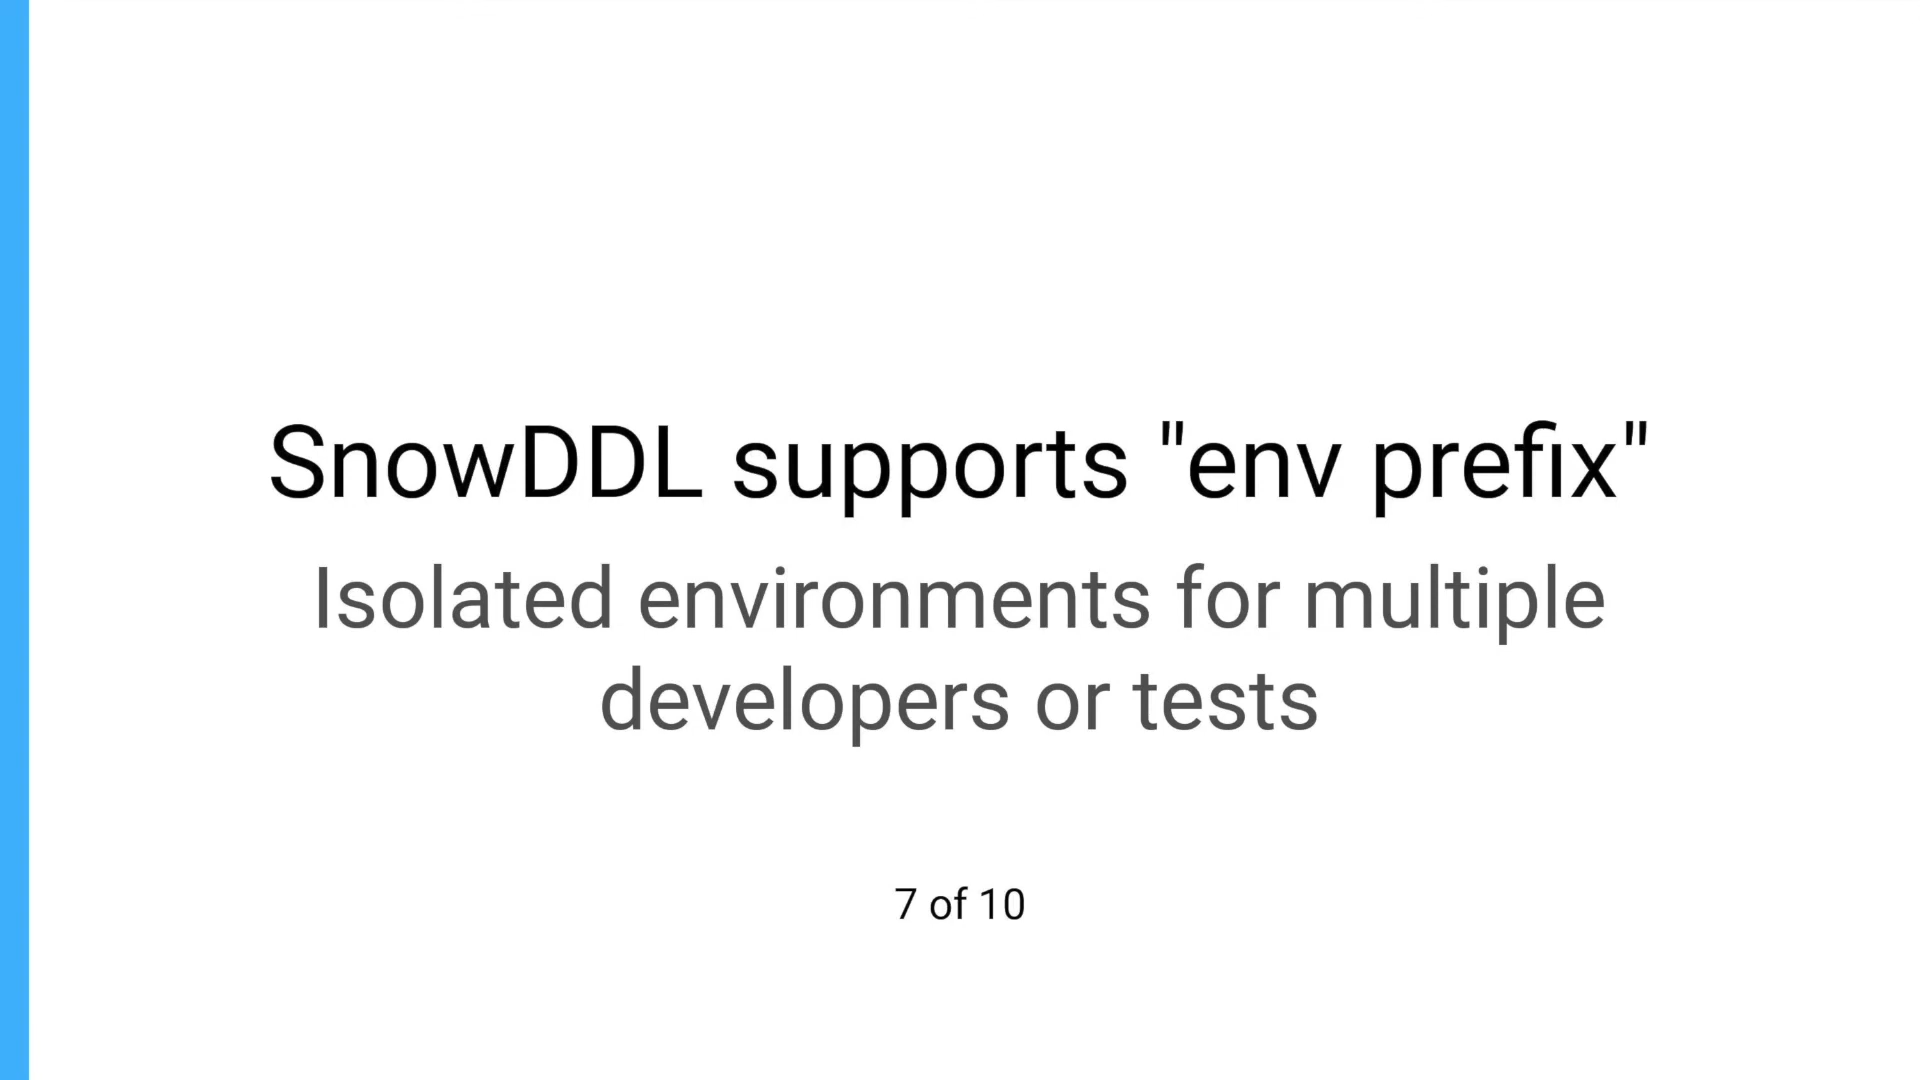 SnowDDL supports "env prefix"
Isolated environments for multiple
developers or tests
7 of 10